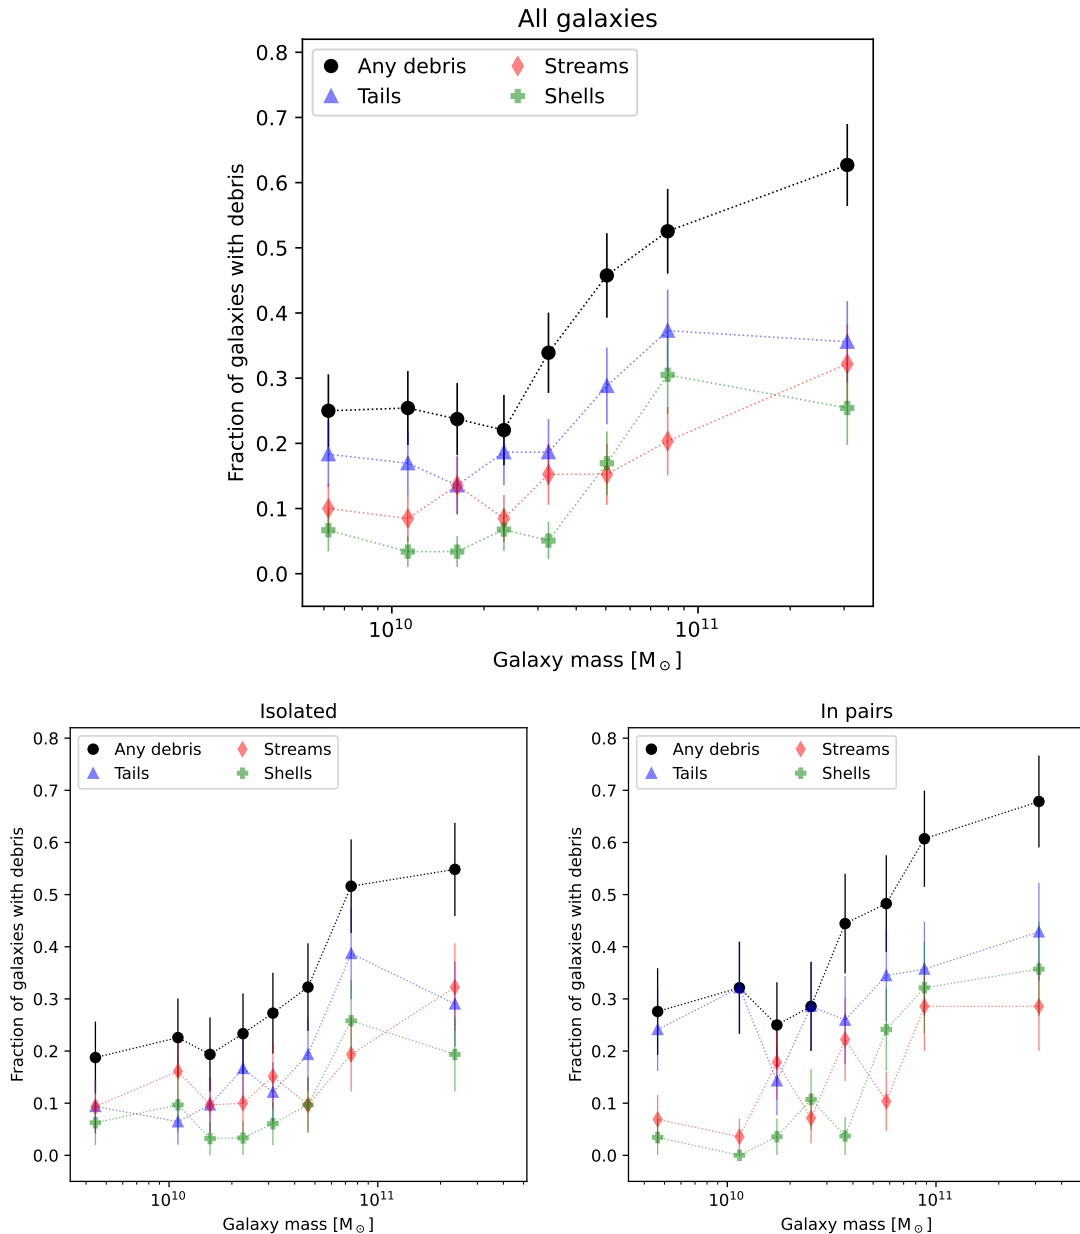 All galaxies
Any debris
Tails
Streams
Shells
0.8
0.7
0.6
0.5
0.4
0.3
0.2
0.1
0.0
Fraction of galaxies with debris
10^10
10^11
Galaxy mass [M_⊙]
Isolated
Any debris
Tails
Streams
Shells
0.8
0.7
0.6
0.5
0.4
0.3
0.2
0.1
0.0
Fraction of galaxies with debris
10^10
10^11
Galaxy mass [M_⊙]
In pairs
Any debris
Tails
Streams
Shells
0.8
0.7
0.6
0.5
0.4
0.3
0.2
0.1
0.0
Fraction of galaxies with debris
10^10
10^11
Galaxy mass [M_⊙]